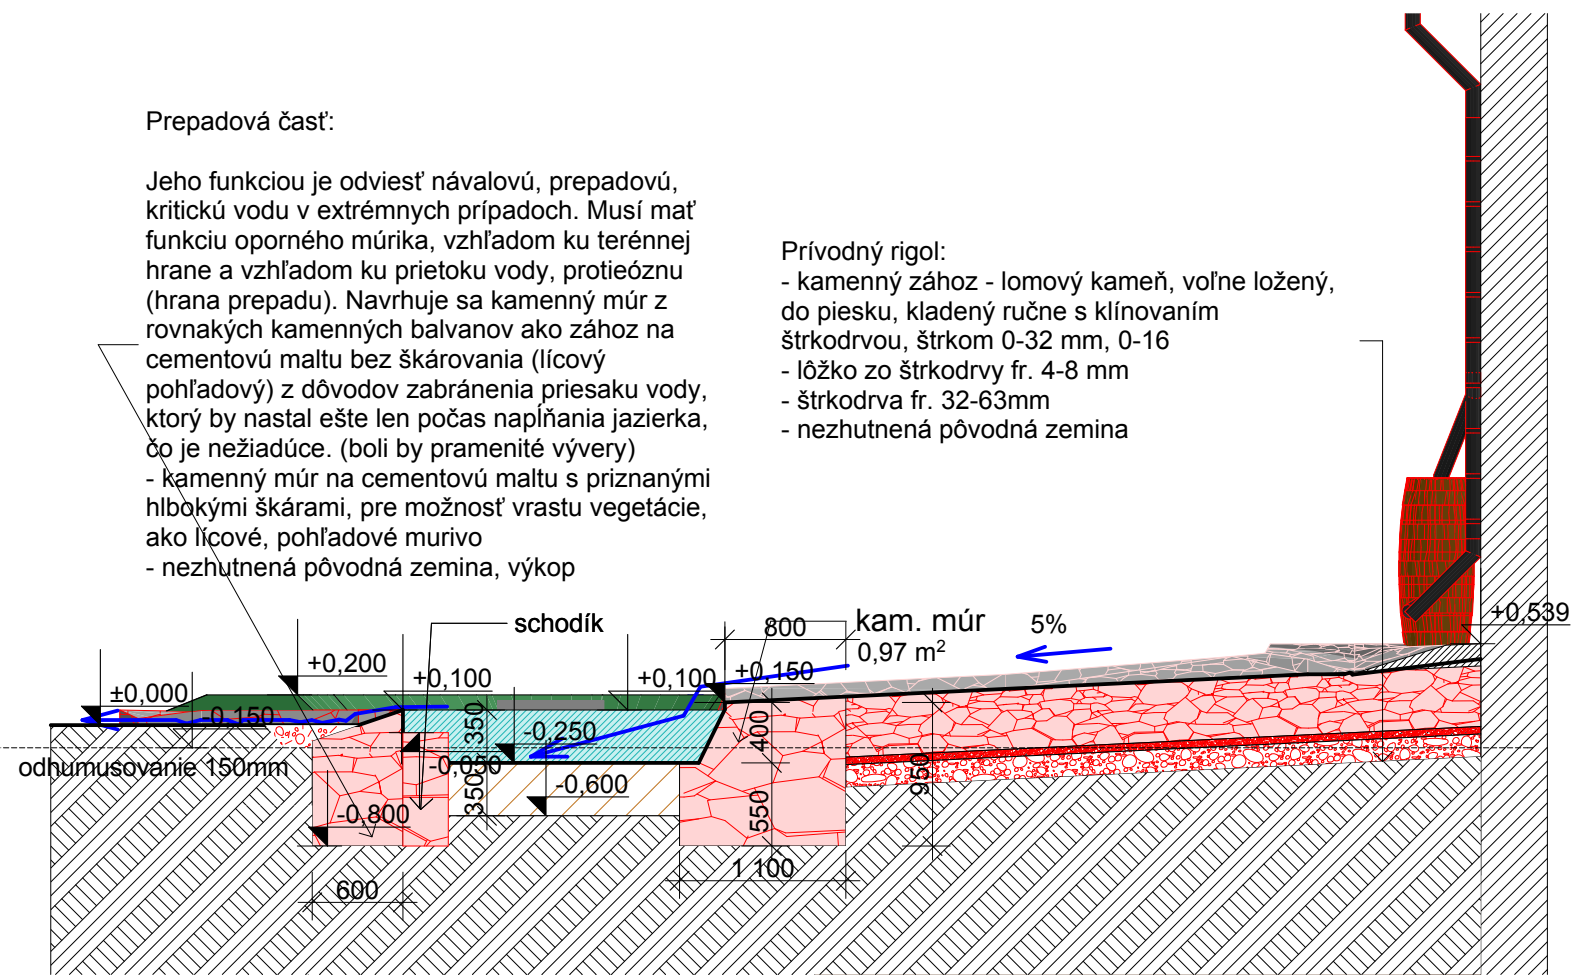 Prepadová časť:
Jeho funkciou je odviesť návalovú, prepadovú,
kritickú vodu v extrémnych prípadoch. Musí mať
funkciu oporného múrika, vzhľadom ku terénnej
hrane a vzhľadom ku prietoku vody, protieóznu
(hrana prepadu). Navrhuje sa kamenný múr z
rovnakých kamenných balvanov ako zához na
cementovú maltu bez škárovania (lícový
pohľadový) z dôvodov zabránenia priesaku vody,
ktorý by nastal ešte len počas napĺňania jazierka,
čo je nežiadúce. (boli by pramenité vývery)
- kamenný múr na cementovú maltu s priznanými
hlbokými škárami, pre možnosť vrastu vegetácie,
ako lícové, pohľadové murivo
- nezhutnená pôvodná zemina, výkop
Prívodný rigol:
- kamenný zához - lomový kameň, voľne ložený,
do piesku, kladený ručne s klínovaním
štrkodrvou, štrkom 0-32 mm, 0-16
- lôžko zo štrkodrvy fr. 4-8 mm
- štrkodrva fr. 32-63mm
- nezhutnená pôvodná zemina
schodík
800
kam. múr
0,97 m²
5%
+0,539
+0,200
+0,100
+0,100
+0,150
±0,000
-0,150
350
-0,250
400
odhumusovanie 150mm
-0,050
350
-0,600
950
-0,800
550
600
1 100